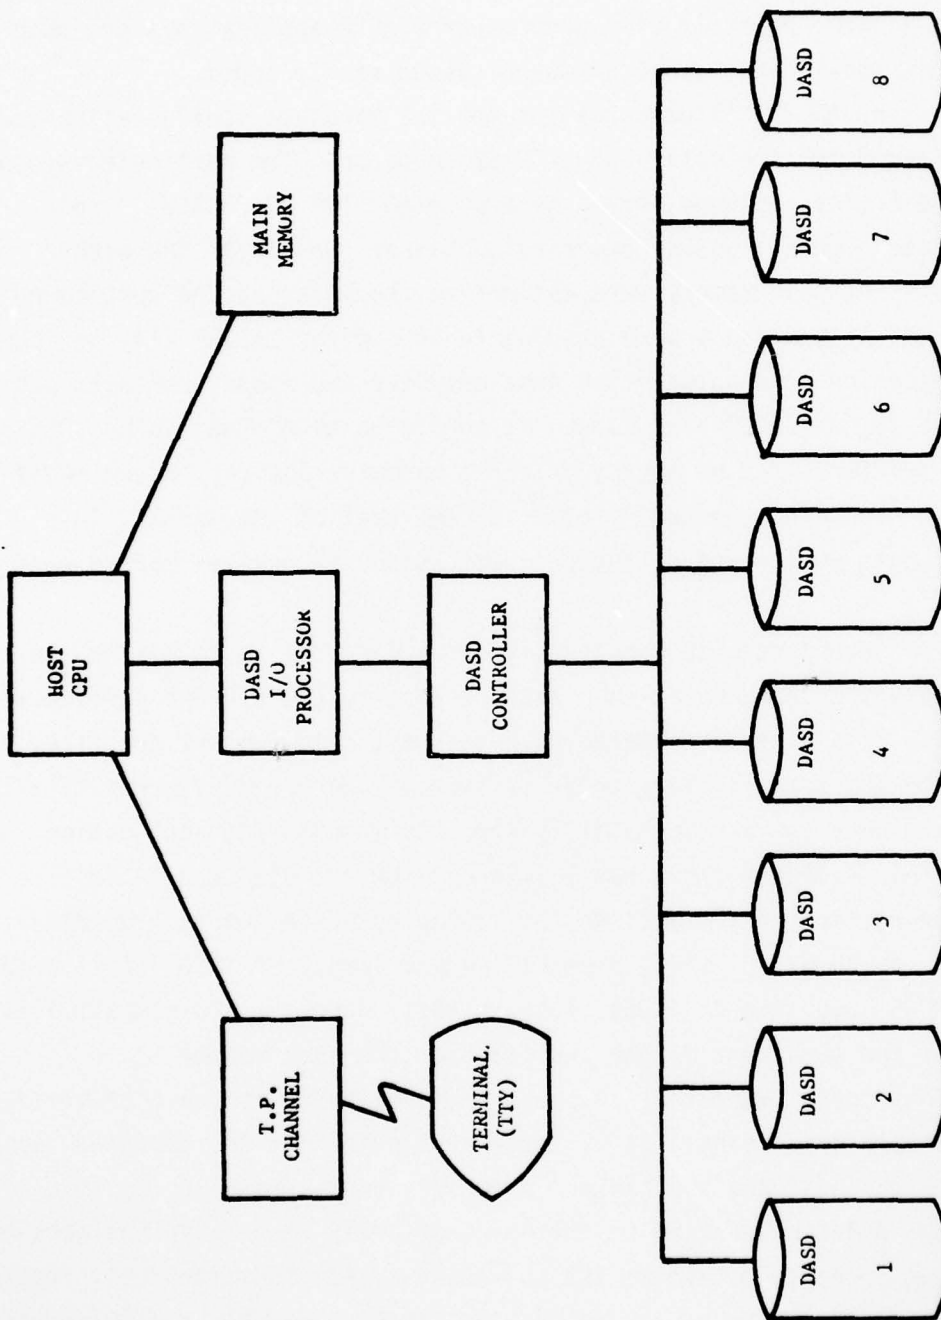 HOST
CPU
T.P.
CHANNEL
DASD
I/O
PROCESSOR
MAIN
MEMORY
TERMINAL.
(TTY)
DASD
CONTROLLER
DASD
1
DASD
2
DASD
3
DASD
4
DASD
5
DASD
6
DASD
7
DASD
8